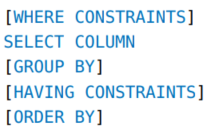 [WHERE CONSTRAINTS]
SELECT COLUMN
[GROUP BY]
[HAVING CONSTRAINTS]
[ORDER BY]